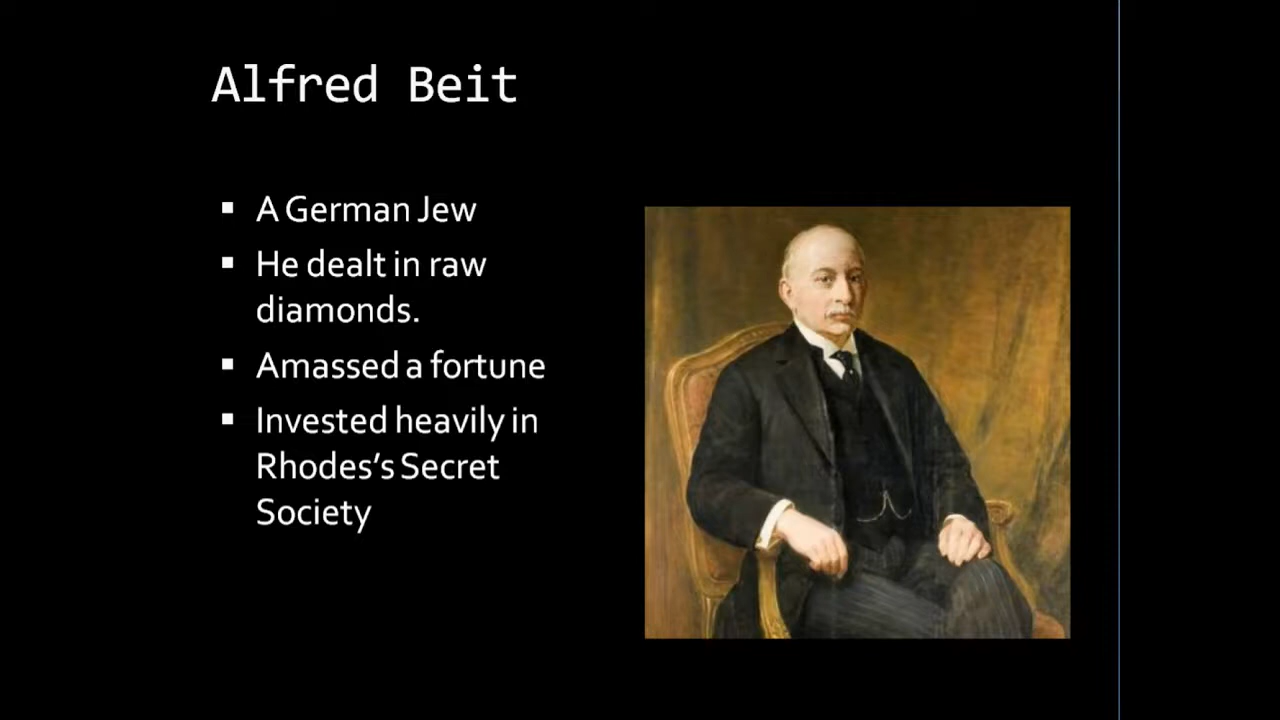 Alfred Beit
▪ A German Jew
▪ He dealt in raw
diamonds.
▪ Amassed a fortune
▪ Invested heavily in
Rhodes’s Secret
Society